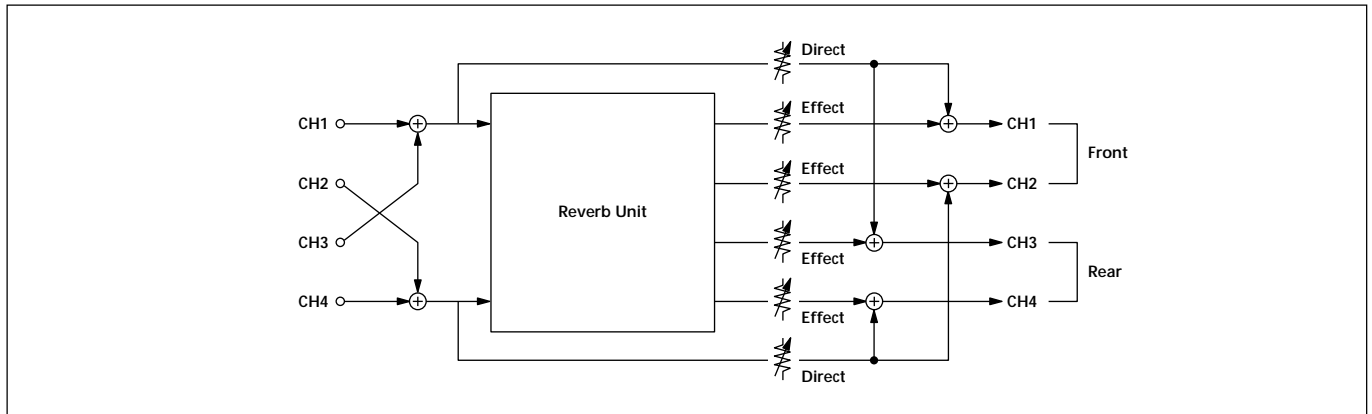 Direct
CH1
Effect
CH1
Front
CH2
Effect
CH2
Reverb Unit
CH3
Effect
CH3
Rear
CH4
Effect
CH4
Direct